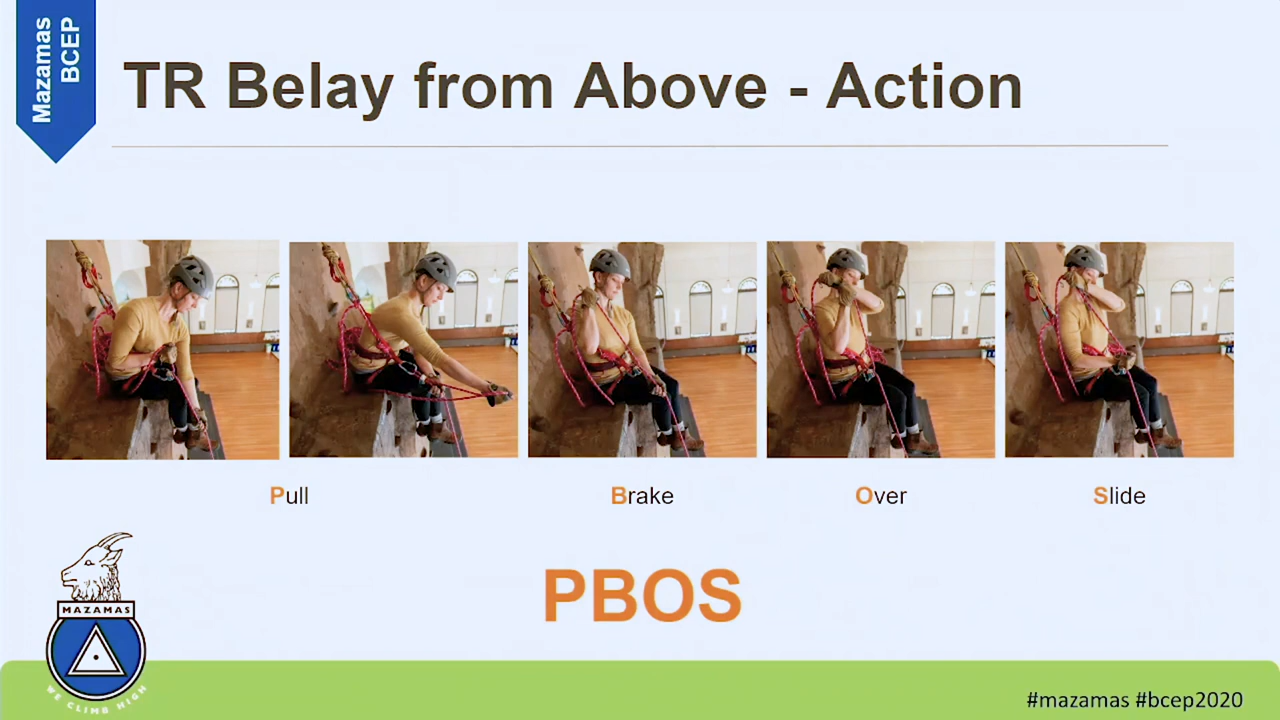 Mazamas
BCEP
TR Belay from Above - Action
Pull
Brake
Over
Slide
PBOS
MAZAMAS
WE CLIMB HIGH
#mazamas #bcep2020